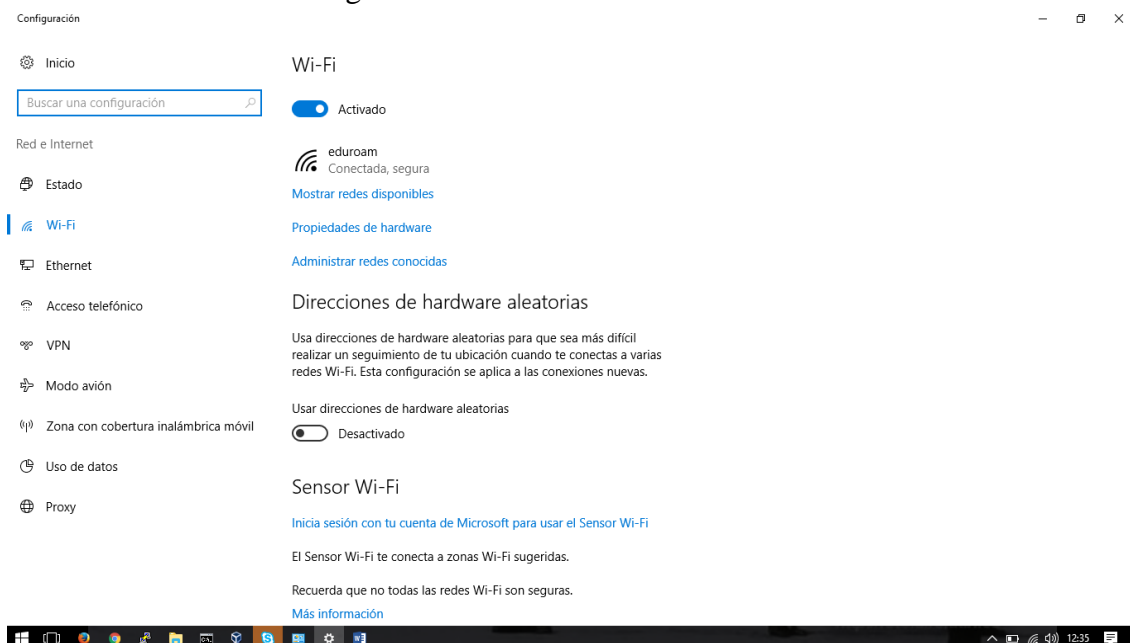 Configuración
Inicio
Buscar una configuración
Red e Internet
Estado
Wi-Fi
Ethernet
Acceso telefónico
VPN
Modo avión
Zona con cobertura inalámbrica móvil
Uso de datos
Proxy
Wi-Fi
Activado
eduroam
Conectada, segura
Mostrar redes disponibles
Propiedades de hardware
Administrar redes conocidas
Direcciones de hardware aleatorias
Usa direcciones de hardware aleatorias para que sea más difícil
realizar un seguimiento de tu ubicación cuando te conectas a varias
redes Wi-Fi. Esta configuración se aplica a las conexiones nuevas.
Usar direcciones de hardware aleatorias
Desactivado
Sensor Wi-Fi
Inicia sesión con tu cuenta de Microsoft para usar el Sensor Wi-Fi
El Sensor Wi-Fi te conecta a zonas Wi-Fi sugeridas.
Recuerda que no todas las redes Wi-Fi son seguras.
Más información
12:35